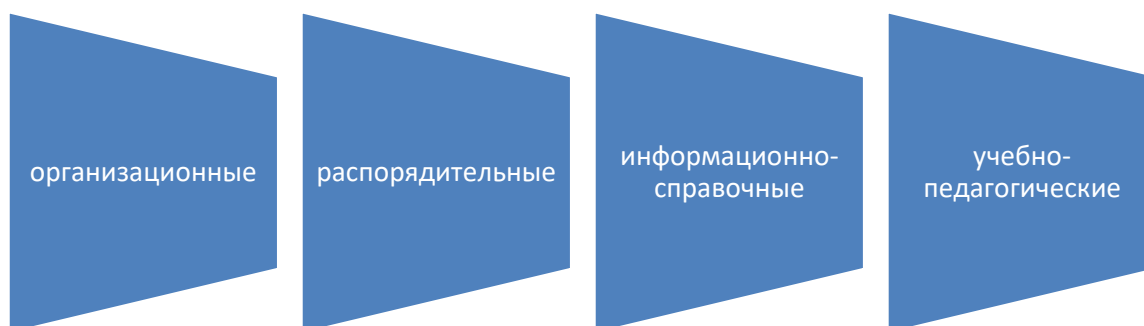 организационные
распорядительные
информационно-
справочные
учебно-
педагогические